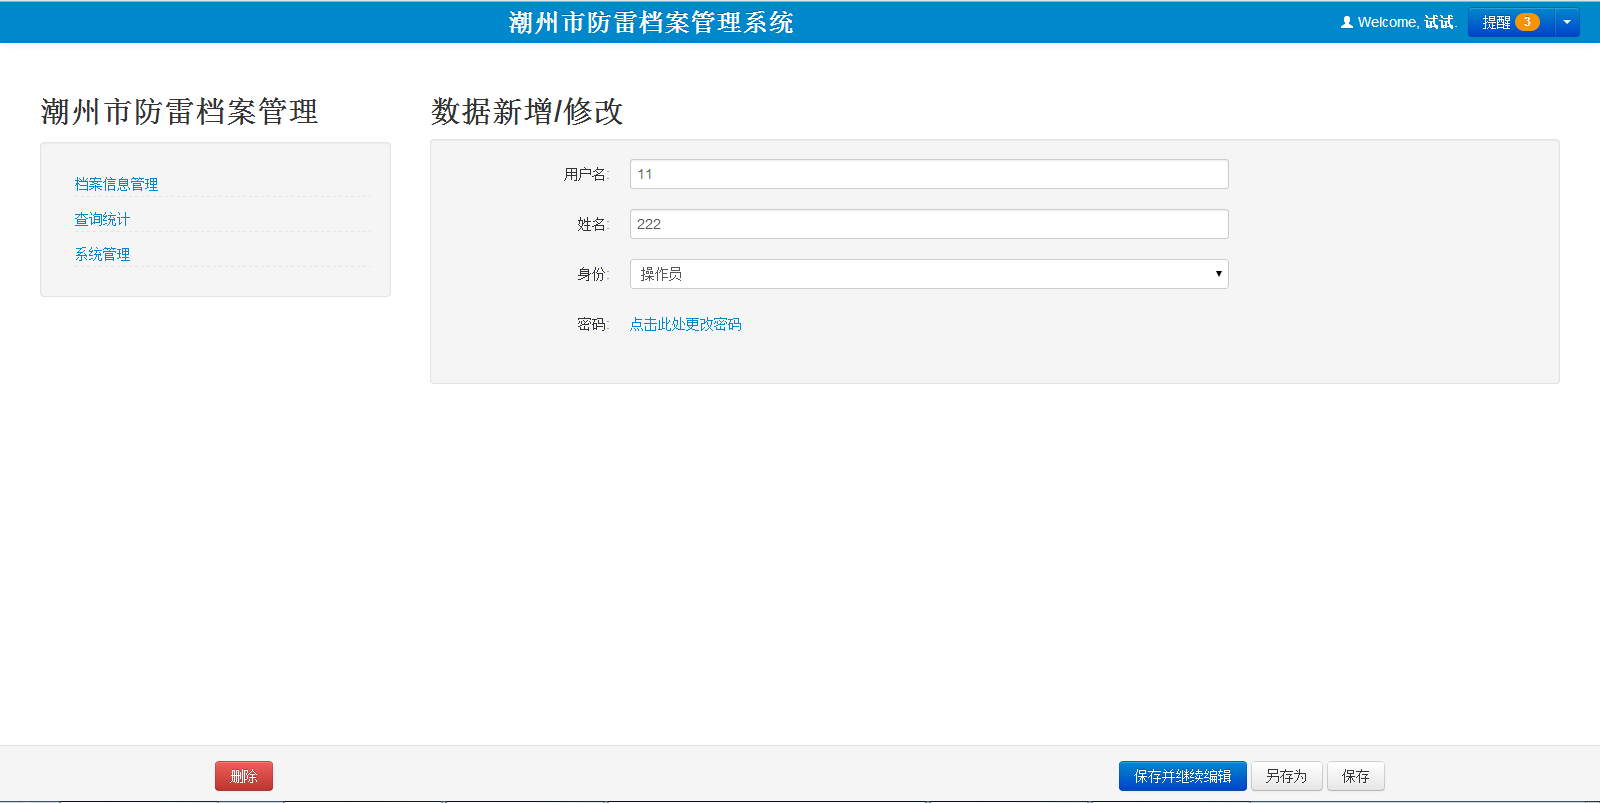 潮州市防雷档案管理系统
Welcome, 试试.
提醒 3
潮州市防雷档案管理
档案信息管理
查询统计
系统管理
数据新增/修改
用户名: 11
姓名: 222
身份: 操作员
密码: 点击此处更改密码
删除
保存并继续编辑
另存为
保存